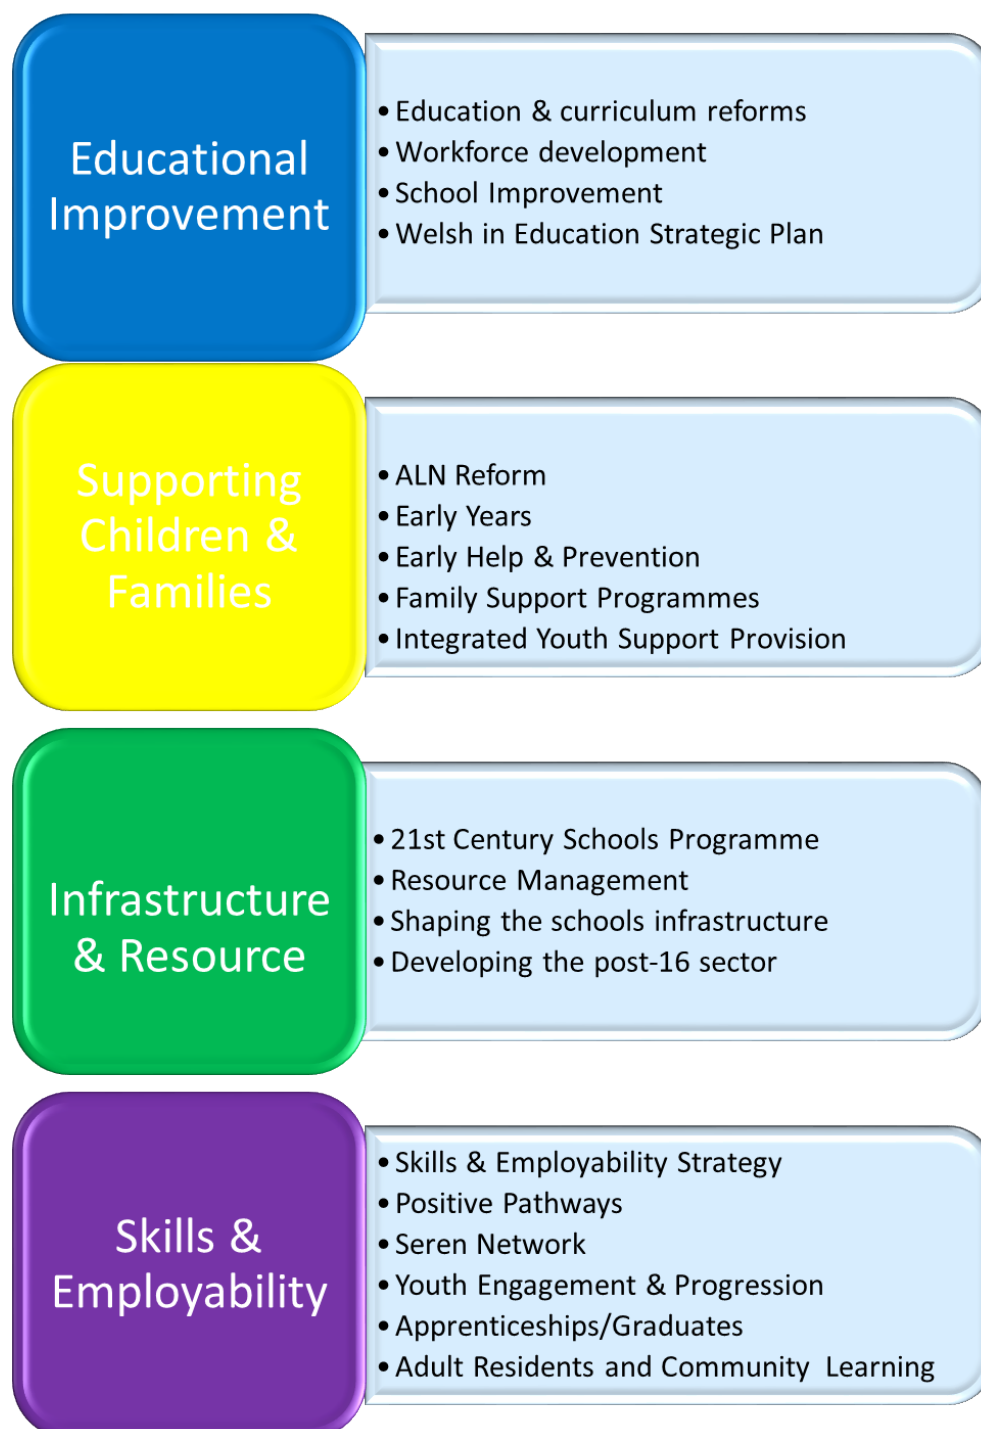 Educational
Improvement
• Education & curriculum reforms
• Workforce development
• School Improvement
• Welsh in Education Strategic Plan
Supporting
Children &
Families
• ALN Reform
• Early Years
• Early Help & Prevention
• Family Support Programmes
• Integrated Youth Support Provision
Infrastructure
& Resource
• 21st Century Schools Programme
• Resource Management
• Shaping the schools infrastructure
• Developing the post-16 sector
Skills &
Employability
• Skills & Employability Strategy
• Positive Pathways
• Seren Network
• Youth Engagement & Progression
• Apprenticeships/Graduates
• Adult Residents and Community Learning